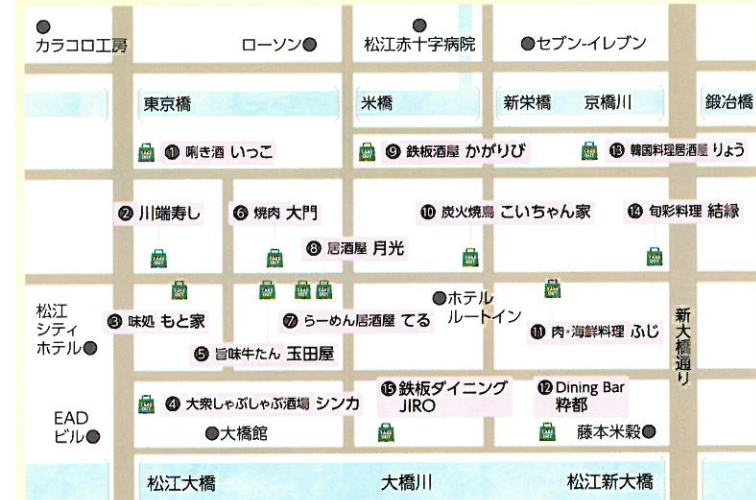 カラコロ工房
ローソン
松江赤十字病院
セブン-イレブン
東京橋
米橋
新栄橋
京橋川
鍛冶橋
❶ 唎き酒 いっこ
❾ 鉄板酒屋 かがりび
⓭ 韓国料理居酒屋 りょう
❷ 川端寿し
❻ 焼肉 大門
❿ 炭火焼鳥 こいちゃん家
⓮ 旬彩料理 結縁
❽ 居酒屋 月光
松江
シティ
ホテル
❸ 味処 もと家
❼ らーめん居酒屋 てる
ホテル
ルートイン
⓫ 肉・海鮮料理 ふじ
新大橋通り
❺ 旨味牛たん 玉田屋
❹ 大衆しゃぶしゃぶ酒場 シンカ
⓯ 鉄板ダイニング
JIRO
⓬ Dining Bar
粋都
EAD
ビル
大橋館
藤本米穀
松江大橋
大橋川
松江新大橋